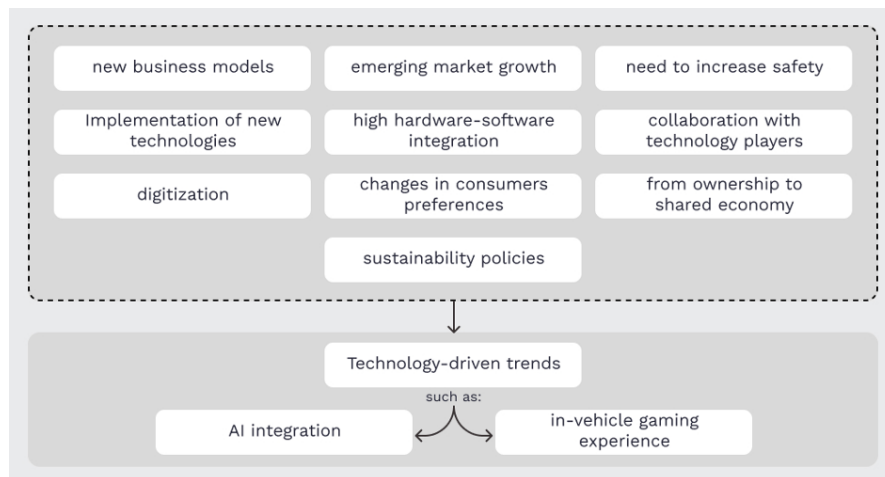 new business models
emerging market growth
need to increase safety
Implementation of new
technologies
high hardware-software
integration
collaboration with
technology players
digitization
changes in consumers
preferences
from ownership to
shared economy
sustainability policies
Technology-driven trends
such as:
AI integration
in-vehicle gaming
experience